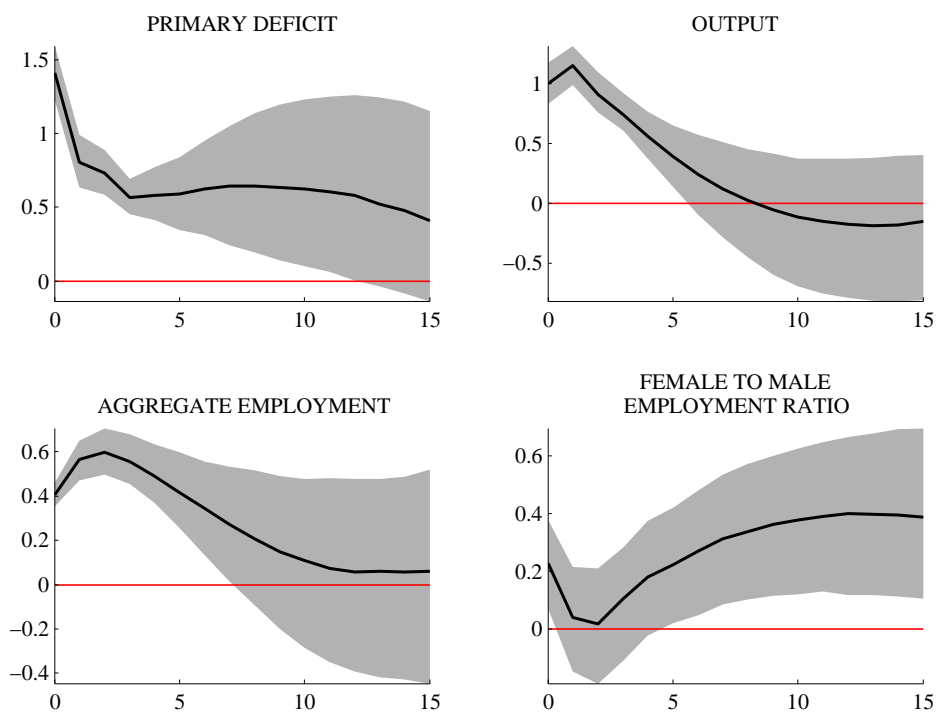 PRIMARY DEFICIT
1.5
1
0.5
0
0 5 10 15
OUTPUT
1
0.5
0
−0.5
0 5 10 15
AGGREGATE EMPLOYMENT
0.6
0.4
0.2
0
−0.2
−0.4
0 5 10 15
FEMALE TO MALE
EMPLOYMENT RATIO
0.6
0.4
0.2
0
0 5 10 15